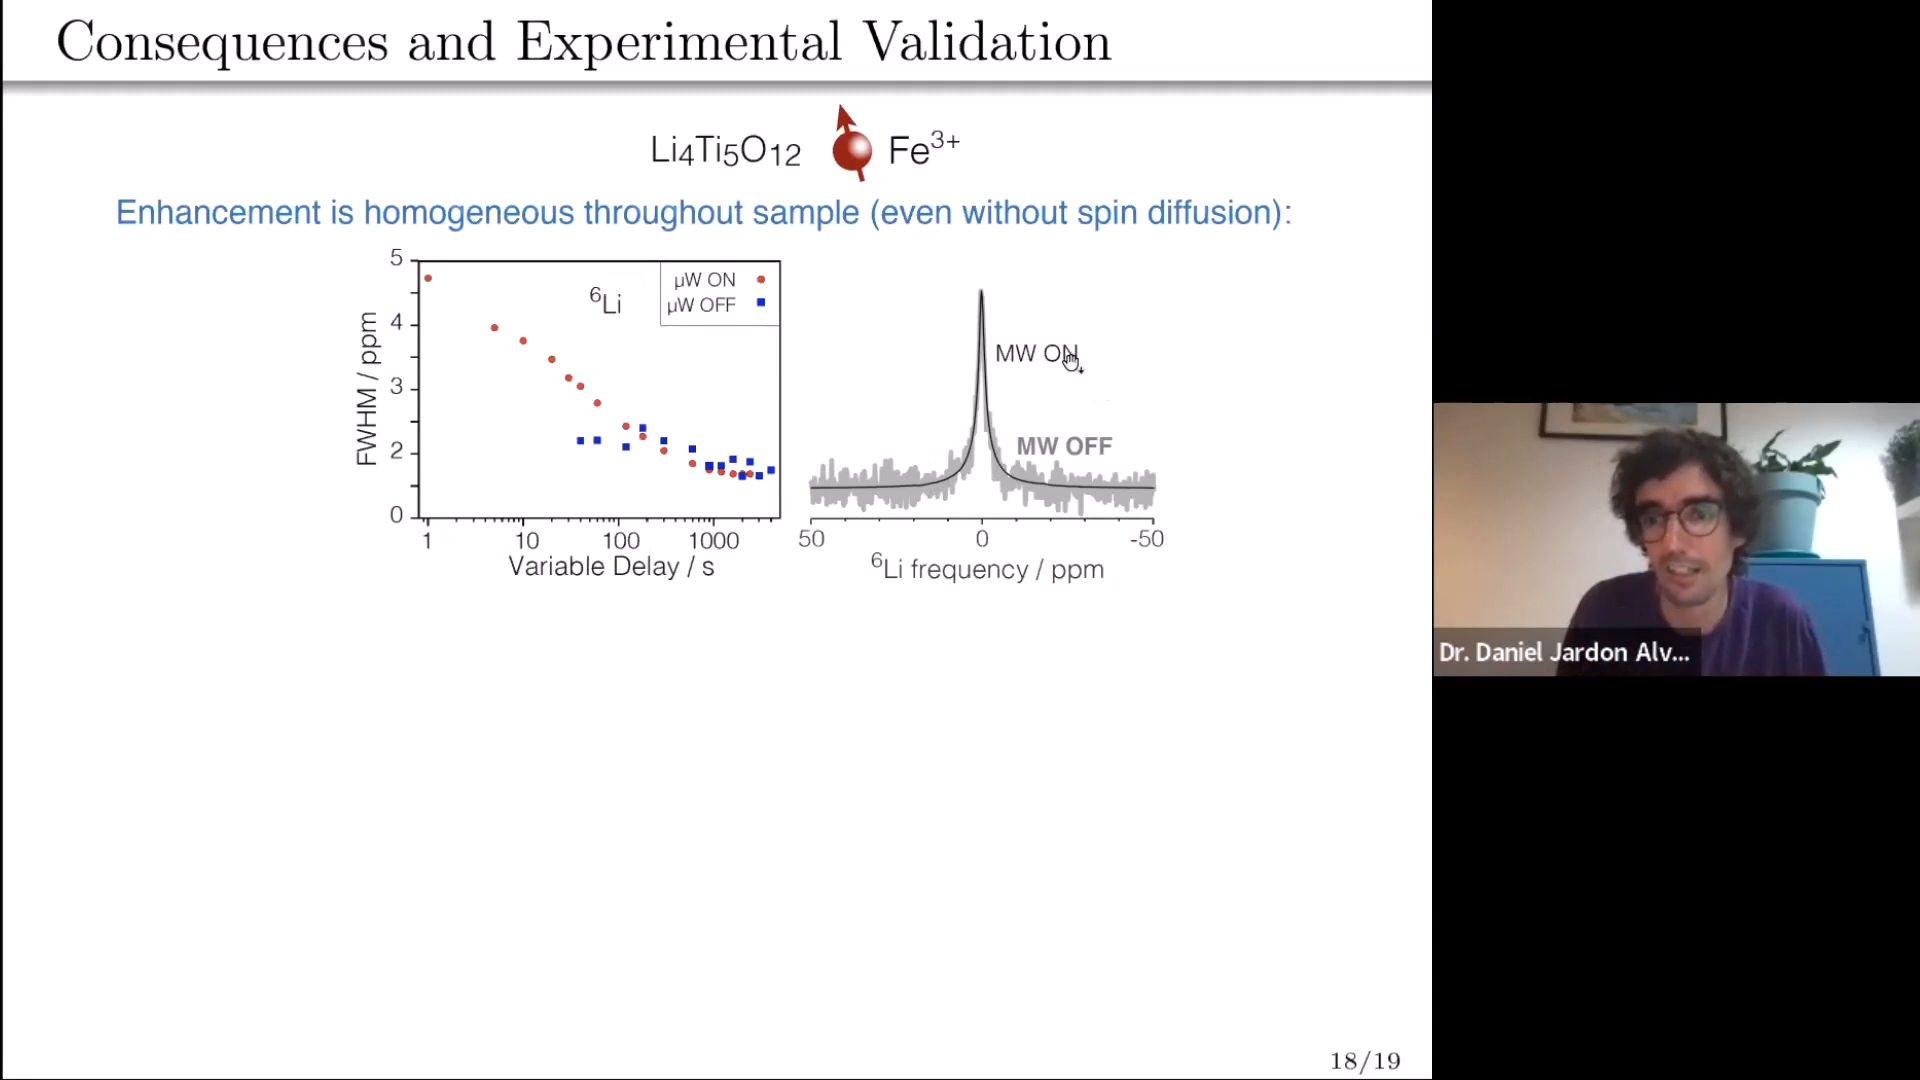 Consequences and Experimental Validation
Li4Ti5O12 Fe3+
Enhancement is homogeneous throughout sample (even without spin diffusion):
5
4
3
2
0
FWHM / ppm
6Li
μW ON
μW OFF
1 10 100 1000
Variable Delay / s
MW ON
MW OFF
50 0 -50
6Li frequency / ppm
Dr. Daniel Jardon Alv...
18/19